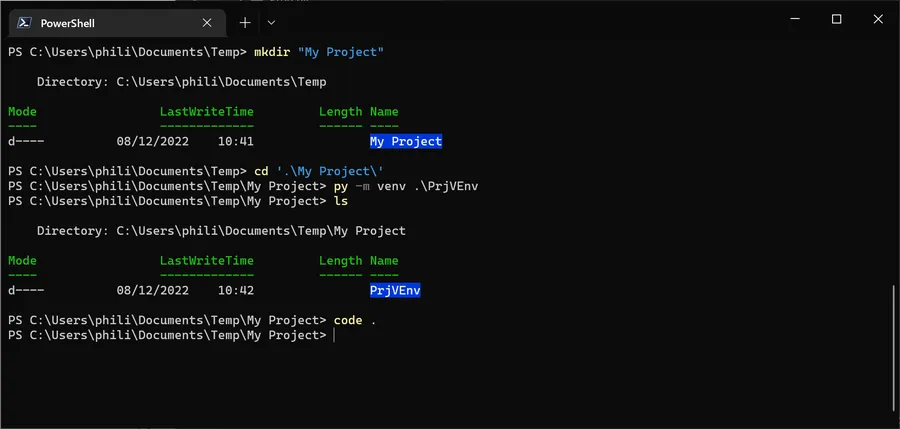 PowerShell
PS C:\Users\phili\Documents\Temp> mkdir "My Project"
Directory: C:\Users\phili\Documents\Temp
Mode LastWriteTime Length Name
---- ------------- ------ ----
d---- 08/12/2022 10:41 My Project
PS C:\Users\phili\Documents\Temp> cd '.\My Project\'
PS C:\Users\phili\Documents\Temp\My Project> py -m venv .\PrjVEnv
PS C:\Users\phili\Documents\Temp\My Project> ls
Directory: C:\Users\phili\Documents\Temp\My Project
Mode LastWriteTime Length Name
---- ------------- ------ ----
d---- 08/12/2022 10:42 PrjVEnv
PS C:\Users\phili\Documents\Temp\My Project> code .
PS C:\Users\phili\Documents\Temp\My Project>